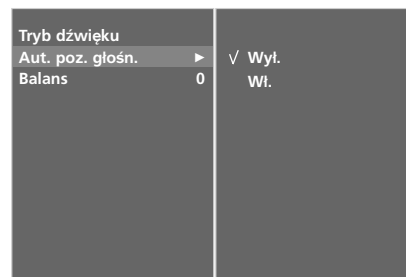 Tryb dźwięku
Aut. poz. głośn. ►
Balans 0
√ Wył.
Wł.